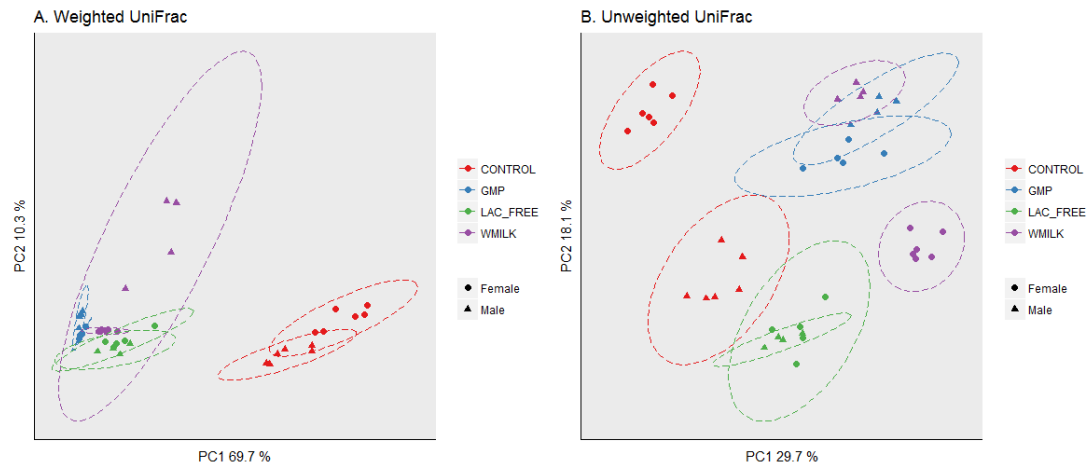 A. Weighted UniFrac
PC2 10.3 %
PC1 69.7 %
CONTROL
GMP
LAC_FREE
WMILK
Female
Male
B. Unweighted UniFrac
PC2 18.1 %
PC1 29.7 %
CONTROL
GMP
LAC_FREE
WMILK
Female
Male